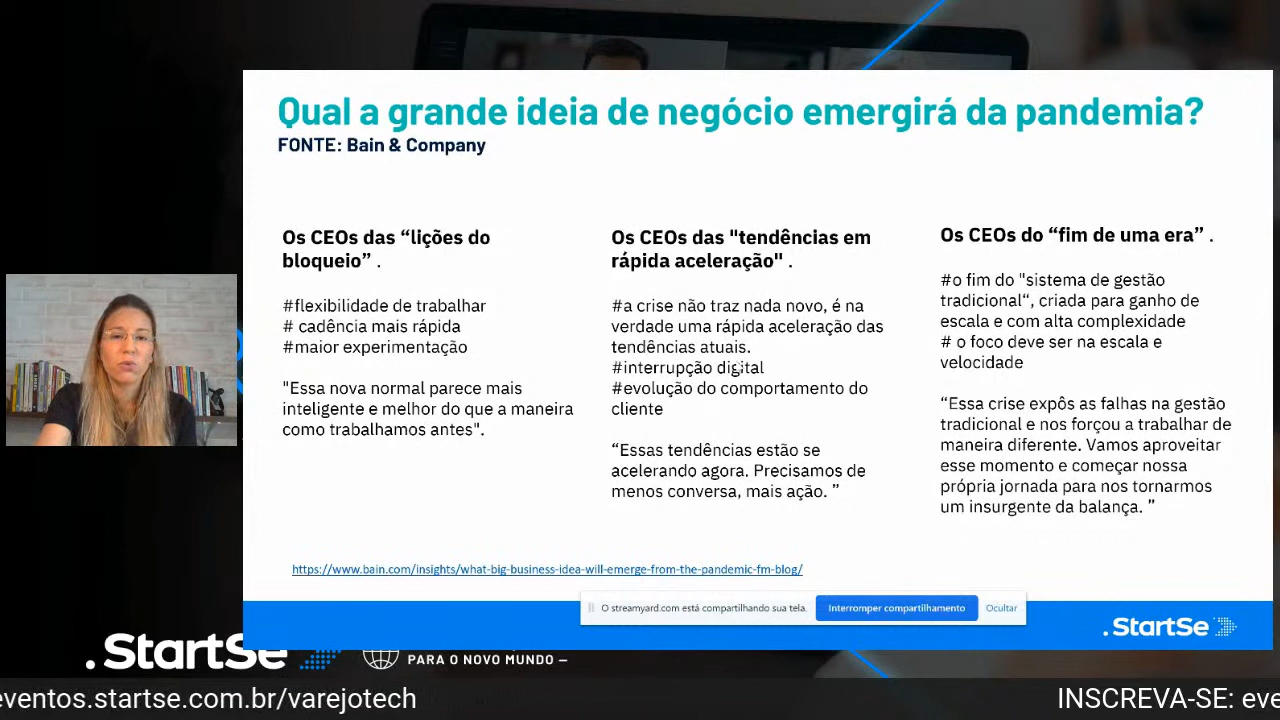 Qual a grande ideia de negócio emergirá da pandemia?
FONTE: Bain & Company
Os CEOs das “lições do
bloqueio” .
#flexibilidade de trabalhar
# cadência mais rápida
#maior experimentação
"Essa nova normal parece mais
inteligente e melhor do que a maneira
como trabalhamos antes".
Os CEOs das "tendências em
rápida aceleração" .
#a crise não traz nada novo, é na
verdade uma rápida aceleração das
tendências atuais.
#interrupção digital
#evolução do comportamento do
cliente
“Essas tendências estão se
acelerando agora. Precisamos de
menos conversa, mais ação. ”
Os CEOs do “fim de uma era” .
#o fim do "sistema de gestão
tradicional“, criada para ganho de
escala e com alta complexidade
# o foco deve ser na escala e
velocidade
“Essa crise expôs as falhas na gestão
tradicional e nos forçou a trabalhar de
maneira diferente. Vamos aproveitar
esse momento e começar nossa
própria jornada para nos tornarmos
um insurgente da balança. ”
https://www.bain.com/insights/what-big-business-idea-will-emerge-from-the-pandemic-fm-blog/
O streamyard.com está compartilhando sua tela.
Interromper compartilhamento
Ocultar
.StartSe
.StartSe
PARA O NOVO MUNDO –
eventos.startse.com.br/varejotech
INSCREVA-SE: eve